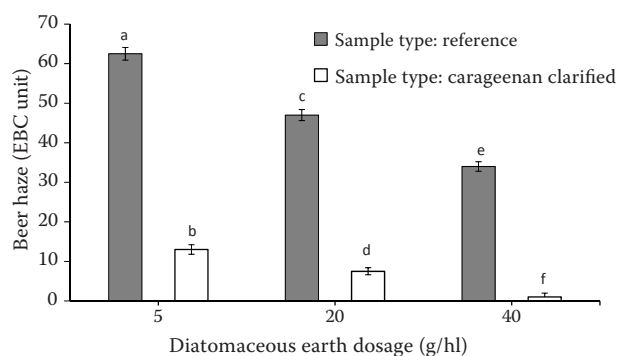 70
60
50
40
30
20
10
0
Beer haze (EBC unit)
Sample type: reference
Sample type: carageenan clarified
a
b
c
d
e
f
5
20
40
Diatomaceous earth dosage (g/hl)